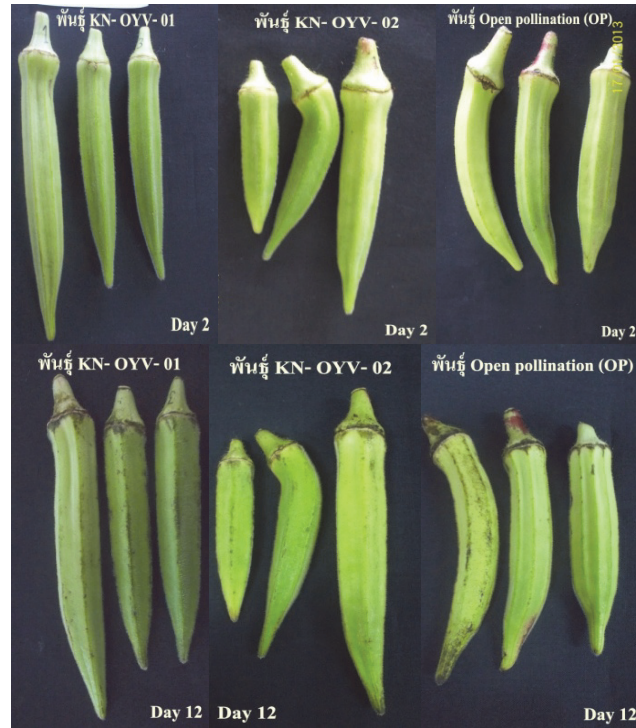 พันธุ์ KN- OYV- 01
พันธุ์ KN- OYV - 02
พันธุ์ Open pollination (OP)
Day 2
Day 2
Day 2
พันธุ์ KN- OYV- 01
พันธุ์ KN- OYV- 02
พันธุ์ Open pollination (OP)
Day 12
Day 12
Day 12